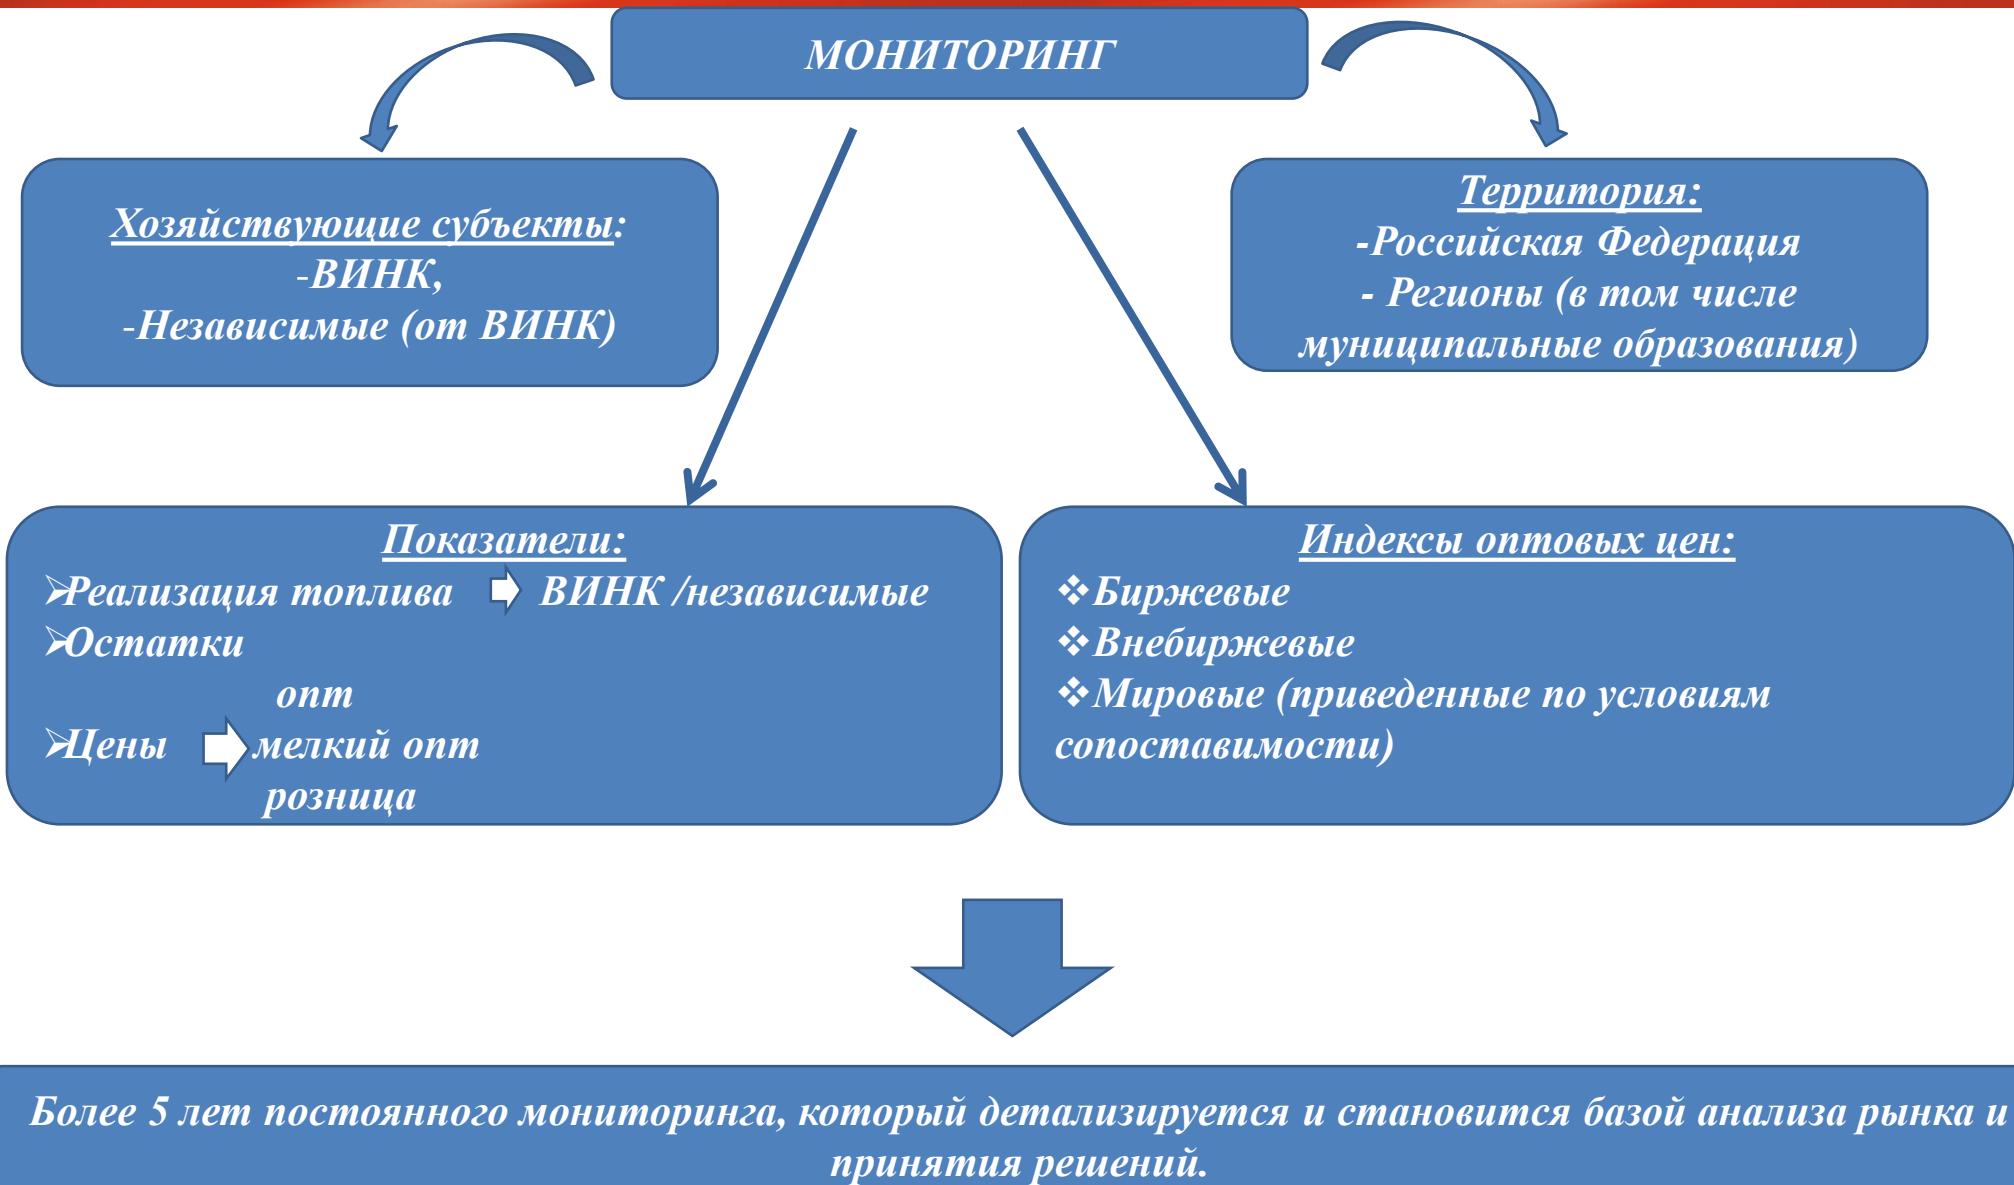 МОНИТОРИНГ
Хозяйствующие субъекты:
-ВИНК,
-Независимые (от ВИНК)
Территория:
-Российская Федерация
- Регионы (в том числе
муниципальные образования)
Показатели:
Реализация топлива ВИНК /независимые
Остатки
опт
Цены мелкий опт
розница
Индексы оптовых цен:
Биржевые
Внебиржевые
Мировые (приведенные по условиям
сопоставимости)
Более 5 лет постоянного мониторинга, который детализируется и становится базой анализа рынка и
принятия решений.